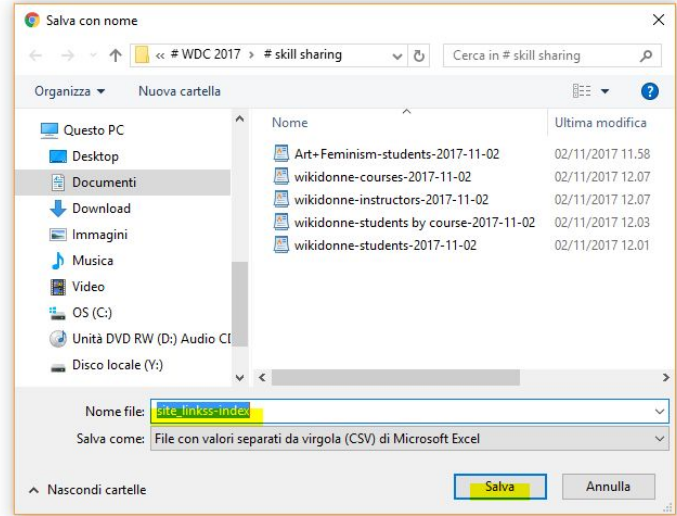 Salva con nome
« # WDC 2017 > # skill sharing
Cerca in # skill sharing
Organizza
Nuova cartella
Questo PC
Desktop
Documenti
Download
Immagini
Musica
Video
OS (C:)
Unità DVD RW (D:) Audio CD
Disco locale (Y:)
Nome Ultima modifica
Art+Feminism-students-2017-11-02 02/11/2017 11.58
wikidonne-courses-2017-11-02 02/11/2017 12.07
wikidonne-instructors-2017-11-02 02/11/2017 12.07
wikidonne-students by course-2017-11-02 02/11/2017 12.03
wikidonne-students-2017-11-02 02/11/2017 12.01
Nome file: site_linkss-index
Salva come: File con valori separati da virgola (CSV) di Microsoft Excel
Nascondi cartelle
Salva
Annulla